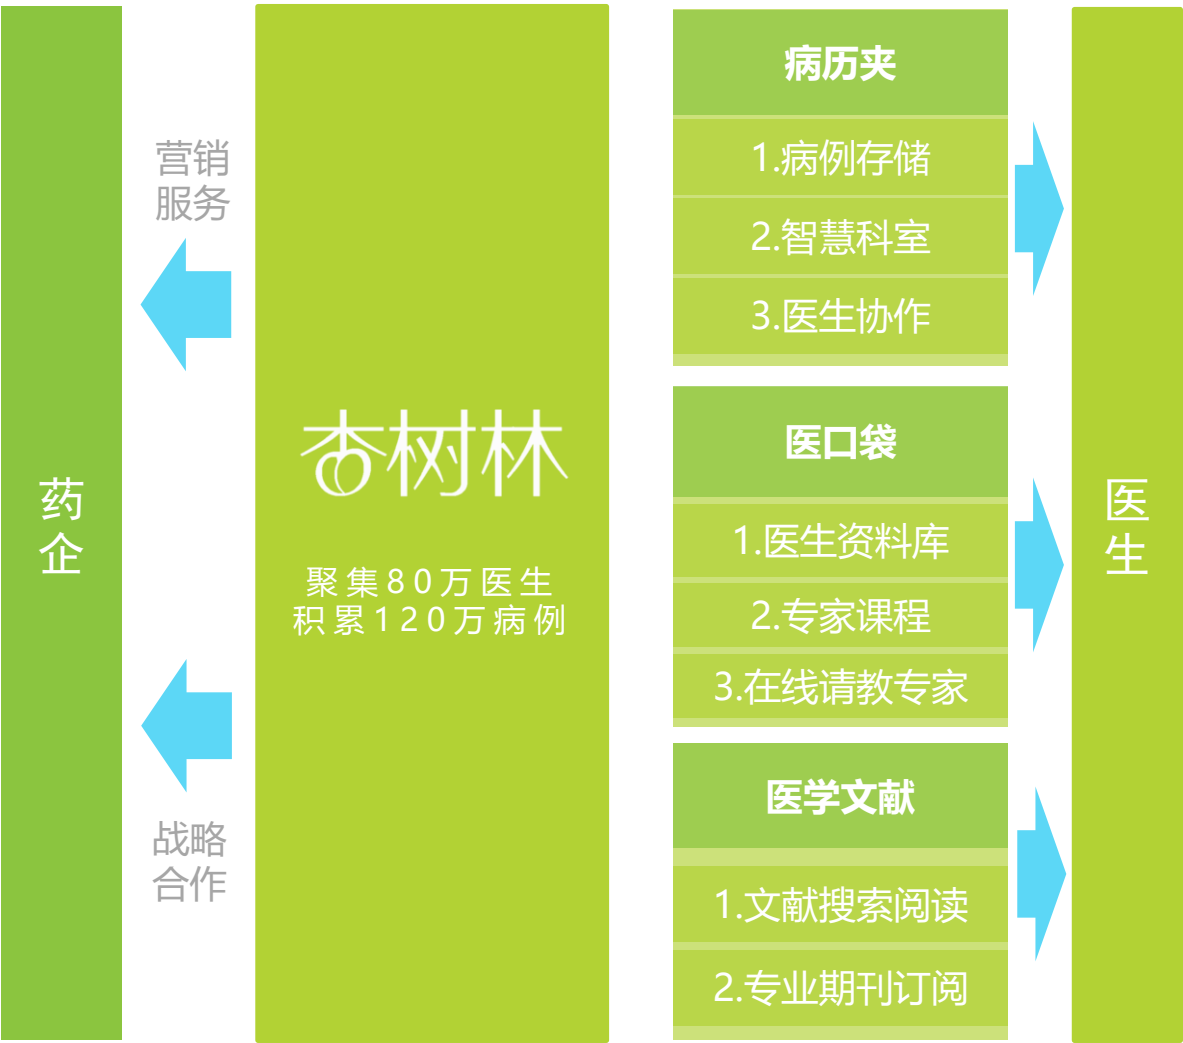 药
企
营销
服务
战略
合作
杏树林
聚集80万医生
积累120万病例
病历夹
1.病例存储
2.智慧科室
3.医生协作
医口袋
1.医生资料库
2.专家课程
3.在线请教专家
医学文献
1.文献搜索阅读
2.专业期刊订阅
医
生